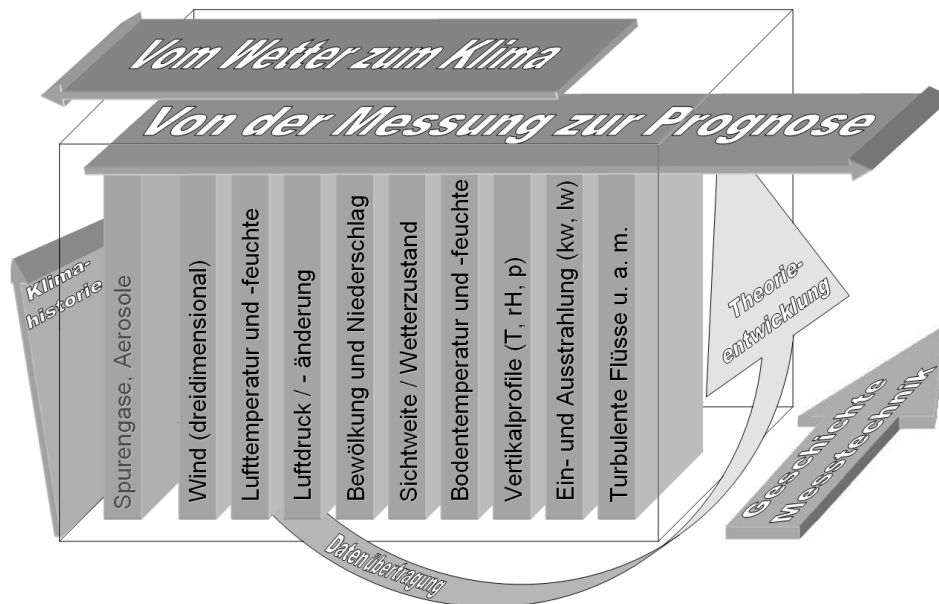 Vom Wetter zum Klima
Von der Messung zur Prognose
Klima-
historie
Spurengase, Aerosole
Wind (dreidimensional)
Lufttemperatur und -feuchte
Luftdruck / - änderung
Bewölkung und Niederschlag
Sichtweite / Wetterzustand
Bodentemperatur und -feuchte
Vertikalprofile (T, rH, p)
Ein- und Ausstrahlung (kw, lw)
Turbulente Flüsse u. a. m.
Theorie-
entwicklung
Geschichte
Messtechnik
Datenübertragung